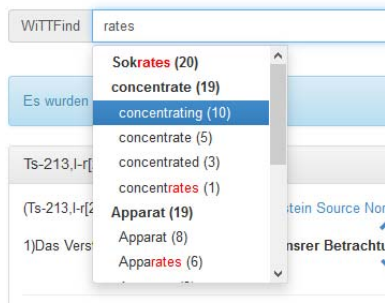 WiTTFind rates
Sokrates (20)
concentrate (19)
concentrating (10)
concentrate (5)
concentrated (3)
concentrates (1)
Apparat (19)
Apparat (8)
Apparates (6)
Es wurden
Ts-213,I-r[
(Ts-213,I-r[2 stein Source Nor
1)Das Verst nsrer Betrachtu